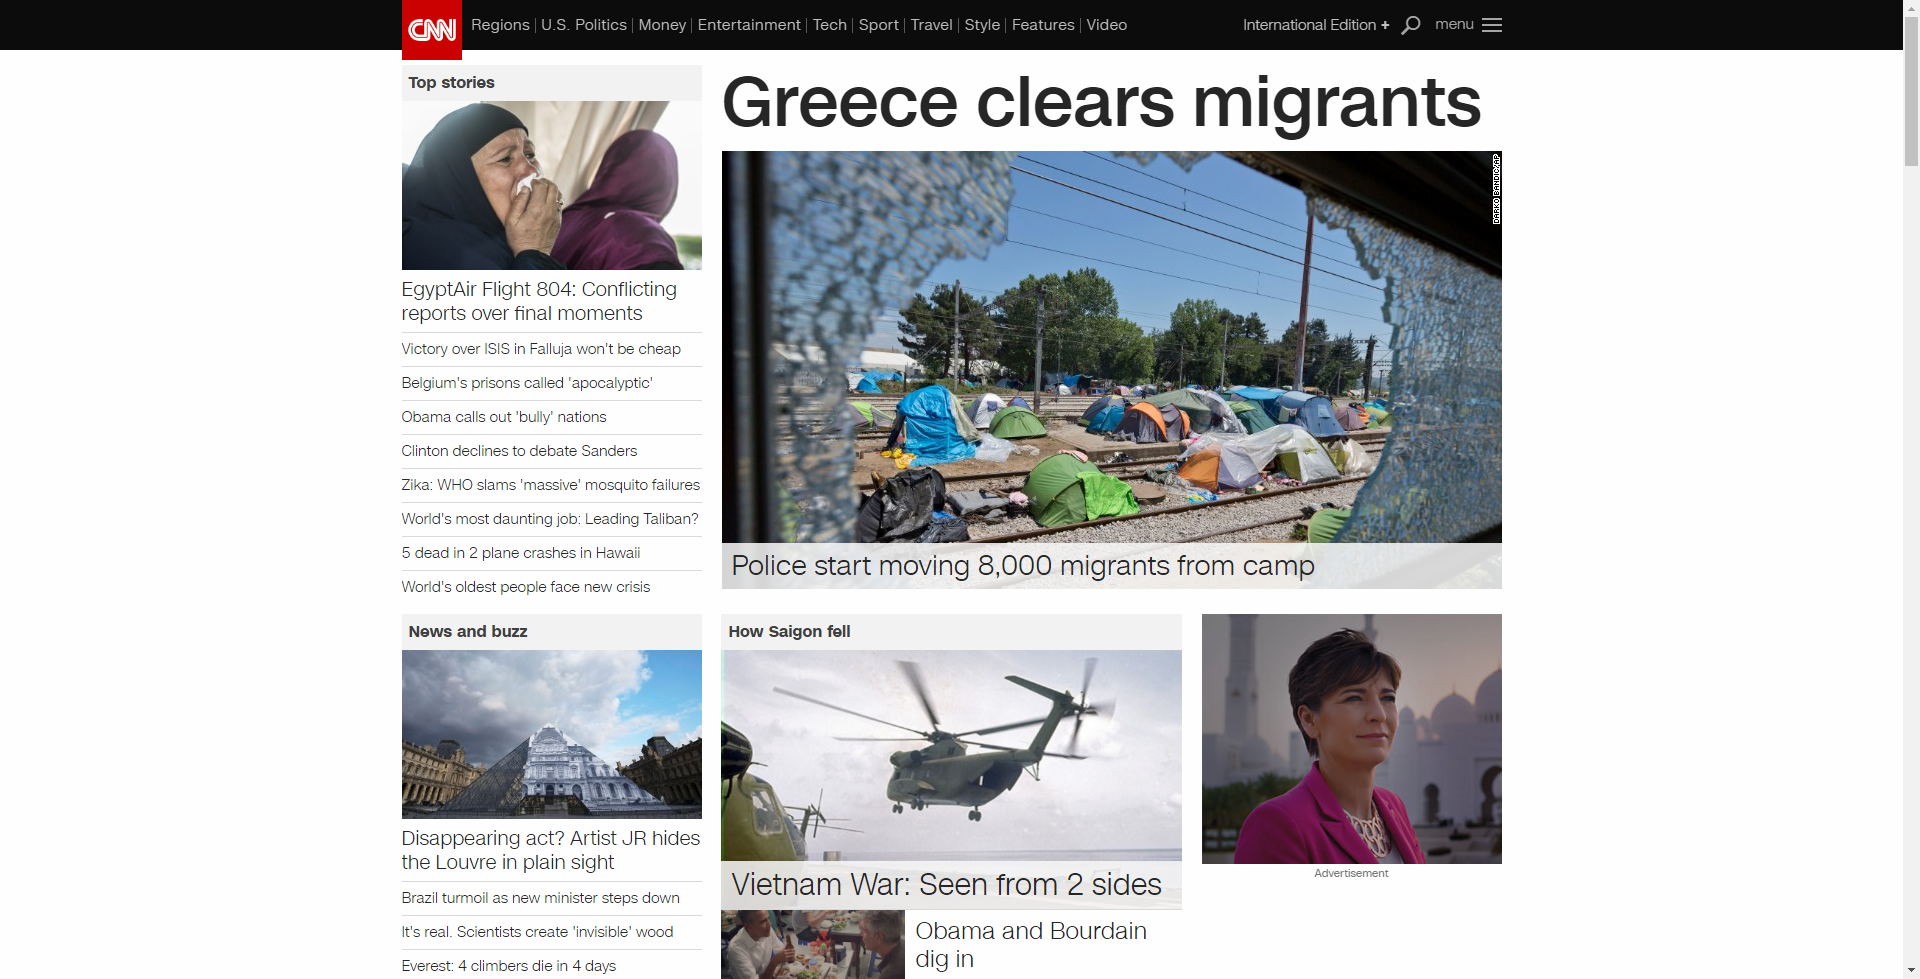 CNN
Regions
U.S. Politics
Money
Entertainment
Tech
Sport
Travel
Style
Features
Video
International Edition +
menu
Top stories
EgyptAir Flight 804: Conflicting
reports over final moments
Victory over ISIS in Falluja won't be cheap
Belgium's prisons called 'apocalyptic'
Obama calls out 'bully' nations
Clinton declines to debate Sanders
Zika: WHO slams 'massive' mosquito failures
World's most daunting job: Leading Taliban?
5 dead in 2 plane crashes in Hawaii
World's oldest people face new crisis
Greece clears migrants
DARKO BANDIC/AP
Police start moving 8,000 migrants from camp
News and buzz
Disappearing act? Artist JR hides
the Louvre in plain sight
Brazil turmoil as new minister steps down
It's real. Scientists create 'invisible' wood
Everest: 4 climbers die in 4 days
How Saigon fell
Vietnam War: Seen from 2 sides
Obama and Bourdain
dig in
Advertisement